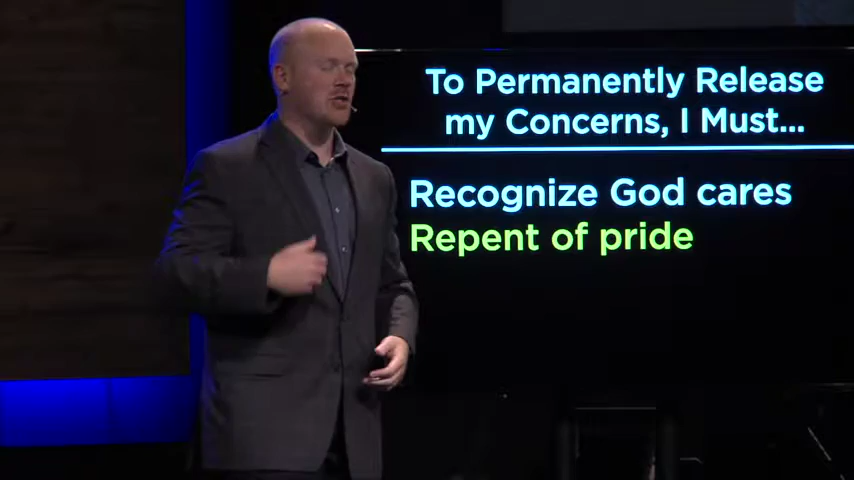 To Permanently Release
my Concerns, I Must...
Recognize God cares
Repent of pride